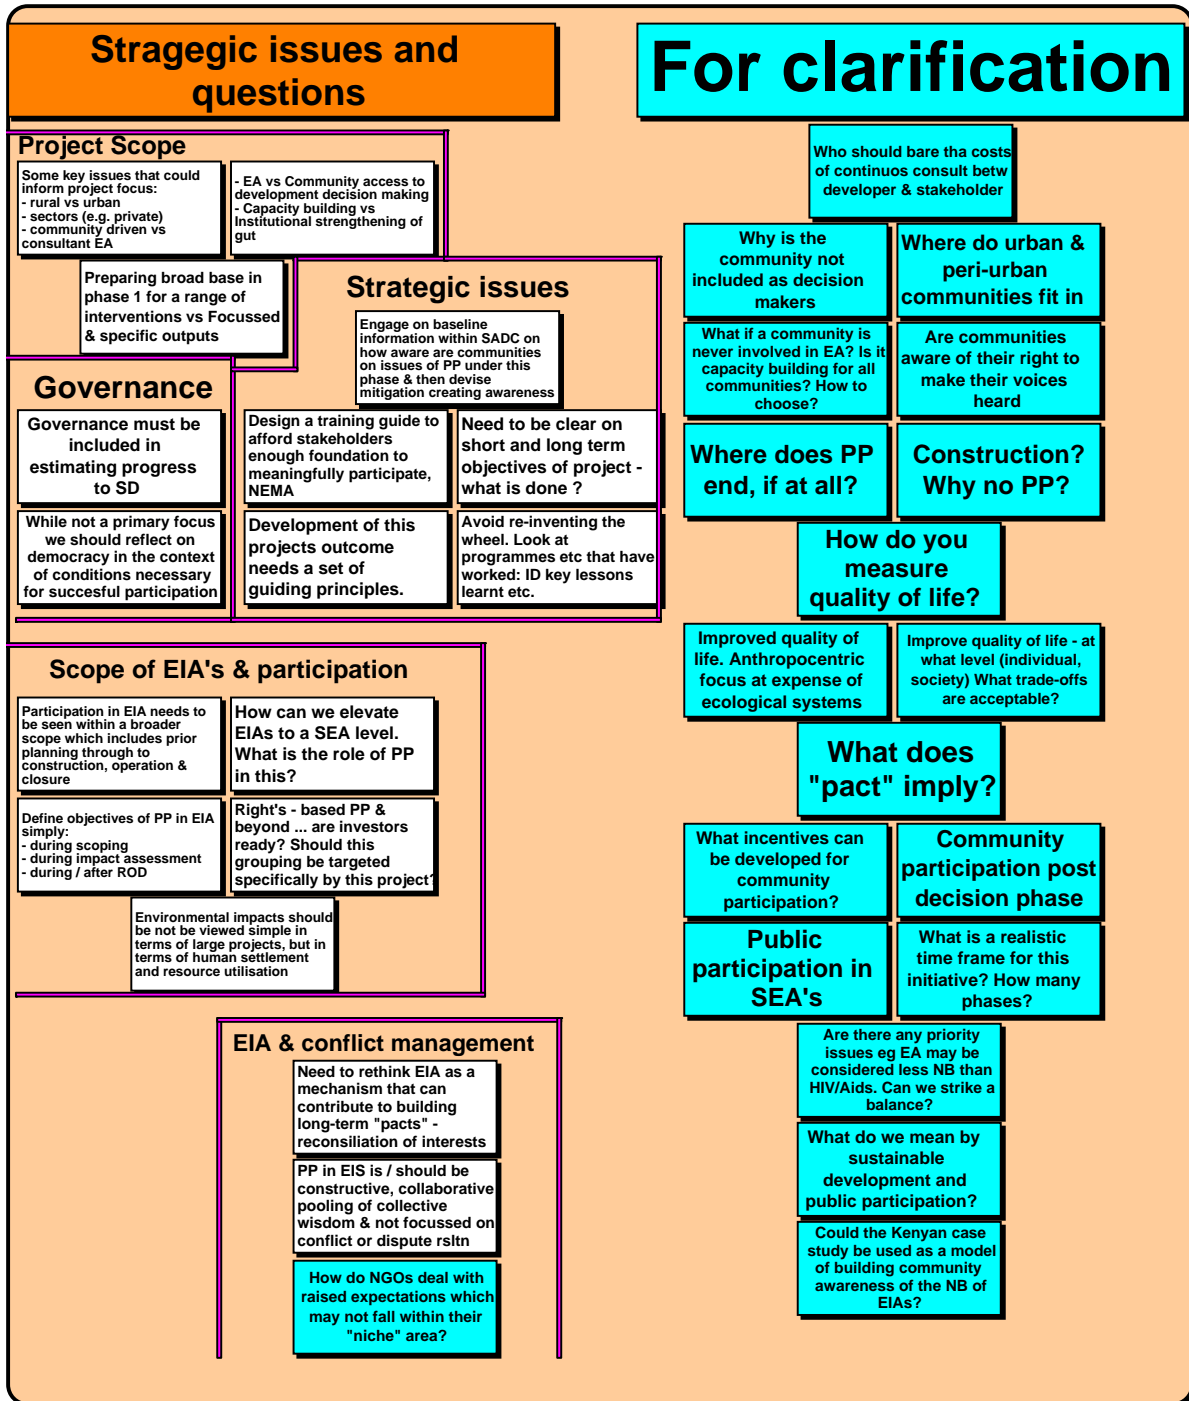 Stragegic issues and
questions
Project Scope
Some key issues that could
inform project focus:
- rural vs urban
- sectors (e.g. private)
- community driven vs
consultant EA
- EA vs Community access to
development decision making
- Capacity building vs
Institutional strengthening of
gut
Preparing broad base in
phase 1 for a range of
interventions vs Focussed
& specific outputs
Strategic issues
Engage on baseline
information within SADC on
how aware are communities
on issues of PP under this
phase & then devise
mitigation creating awareness
Design a training guide to
afford stakeholders
enough foundation to
meaningfully participate,
NEMA
Need to be clear on
short and long term
objectives of project -
what is done ?
Development of this
projects outcome
needs a set of
guiding principles.
Avoid re-inventing the
wheel. Look at
programmes etc that have
worked: ID key lessons
learnt etc.
Governance
Governance must be
included in
estimating progress
to SD
While not a primary focus
we should reflect on
democracy in the context
of conditions necessary
for succesful participation
Scope of EIA's & participation
Participation in EIA needs to
be seen within a broader
scope which includes prior
planning through to
construction, operation &
closure
How can we elevate
EIAs to a SEA level.
What is the role of PP
in this?
Define objectives of PP in EIA
simply:
- during scoping
- during impact assessment
- during / after ROD
Right's - based PP &
beyond ... are investors
ready? Should this
grouping be targeted
specifically by this project?
Environmental impacts should
be not be viewed simple in
terms of large projects, but in
terms of human settlement
and resource utilisation
EIA & conflict management
Need to rethink EIA as a
mechanism that can
contribute to building
long-term "pacts" -
reconsiliation of interests
PP in EIS is / should be
constructive, collaborative
pooling of collective
wisdom & not focussed on
conflict or dispute rsltn
How do NGOs deal with
raised expectations which
may not fall within their
"niche" area?
For clarification
Who should bare tha costs
of continuos consult betw
developer & stakeholder
Why is the
community not
included as decision
makers
Where do urban &
peri-urban
communities fit in
What if a community is
never involved in EA? Is it
capacity building for all
communities? How to
choose?
Are communities
aware of their right to
make their voices
heard
Where does PP
end, if at all?
Construction?
Why no PP?
How do you
measure
quality of life?
Improved quality of
life. Anthropocentric
focus at expense of
ecological systems
Improve quality of life - at
what level (individual,
society) What trade-offs
are acceptable?
What does
"pact" imply?
What incentives can
be developed for
community
participation?
Community
participation post
decision phase
Public
participation in
SEA's
What is a realistic
time frame for this
initiative? How many
phases?
Are there any priority
issues eg EA may be
considered less NB than
HIV/Aids. Can we strike a
balance?
What do we mean by
sustainable
development and
public participation?
Could the Kenyan case
study be used as a model
of building community
awareness of the NB of
EIAs?